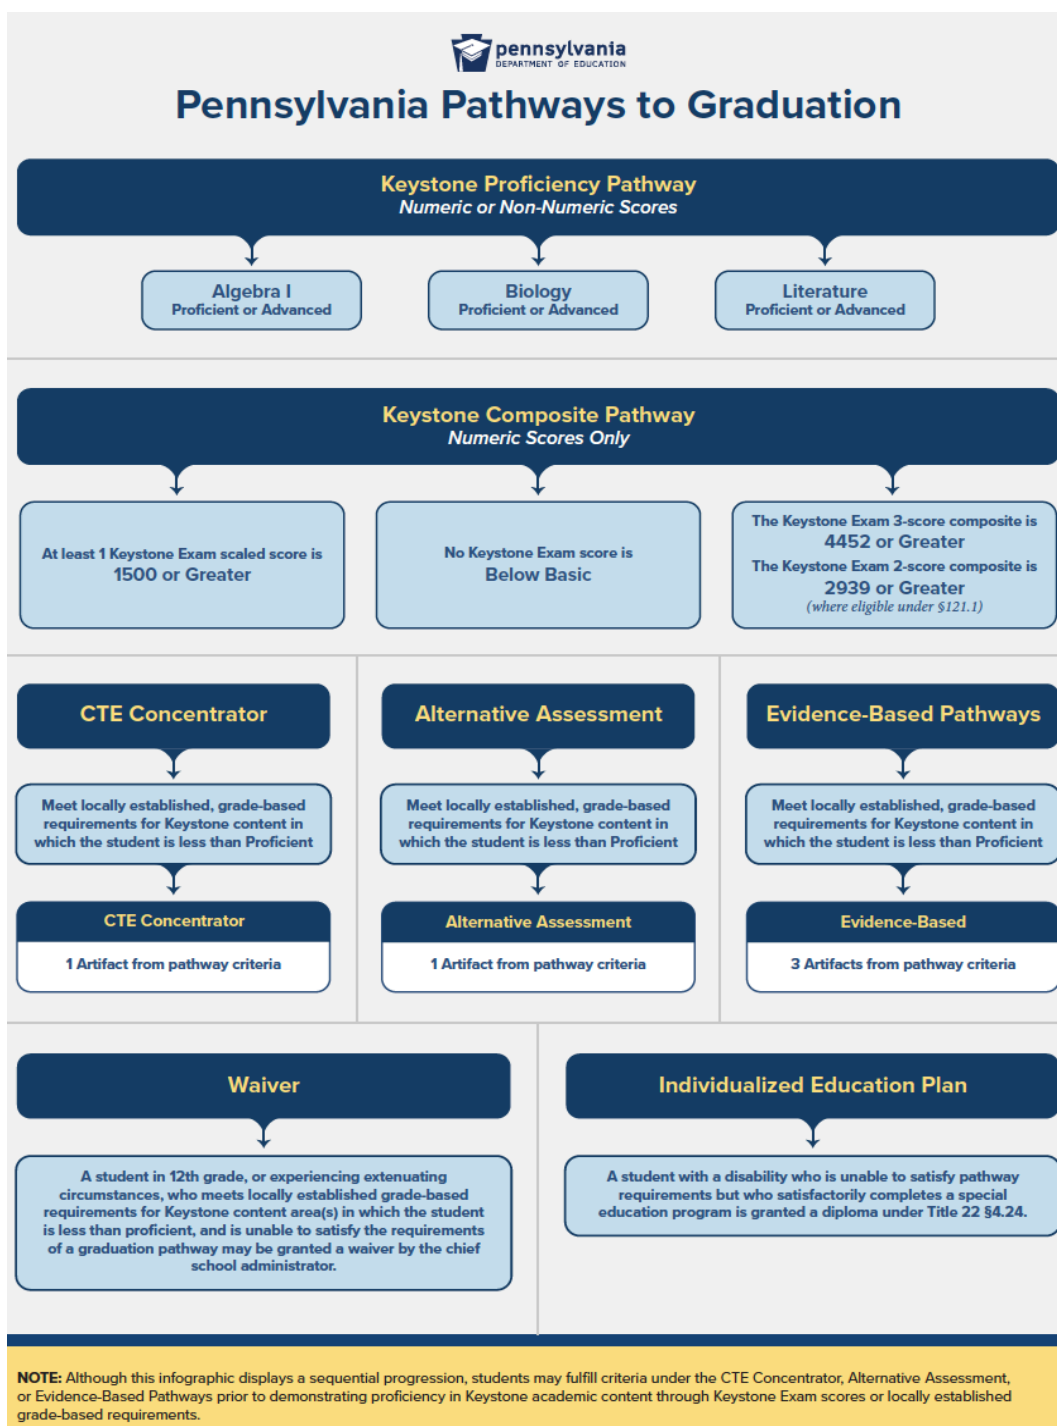 pennsylvania
DEPARTMENT OF EDUCATION
Pennsylvania Pathways to Graduation
Keystone Proficiency Pathway
Numeric or Non-Numeric Scores
Algebra I
Proficient or Advanced
Biology
Proficient or Advanced
Literature
Proficient or Advanced
Keystone Composite Pathway
Numeric Scores Only
At least 1 Keystone Exam scaled score is
1500 or Greater
No Keystone Exam score is
Below Basic
The Keystone Exam 3-score composite is
4452 or Greater
The Keystone Exam 2-score composite is
2939 or Greater
(where eligible under §121.1)
CTE Concentrator
Meet locally established, grade-based
requirements for Keystone content in
which the student is less than Proficient
CTE Concentrator
1 Artifact from pathway criteria
Alternative Assessment
Meet locally established, grade-based
requirements for Keystone content in
which the student is less than Proficient
Alternative Assessment
1 Artifact from pathway criteria
Evidence-Based Pathways
Meet locally established, grade-based
requirements for Keystone content in
which the student is less than Proficient
Evidence-Based
3 Artifacts from pathway criteria
Waiver
A student in 12th grade, or experiencing extenuating
circumstances, who meets locally established grade-based
requirements for Keystone content area(s) in which the student
is less than proficient, and is unable to satisfy the requirements
of a graduation pathway may be granted a waiver by the chief
school administrator.
Individualized Education Plan
A student with a disability who is unable to satisfy pathway
requirements but who satisfactorily completes a special
education program is granted a diploma under Title 22 §4.24.
NOTE: Although this infographic displays a sequential progression, students may fulfill criteria under the CTE Concentrator, Alternative Assessment,
or Evidence-Based Pathways prior to demonstrating proficiency in Keystone academic content through Keystone Exam scores or locally established
grade-based requirements.